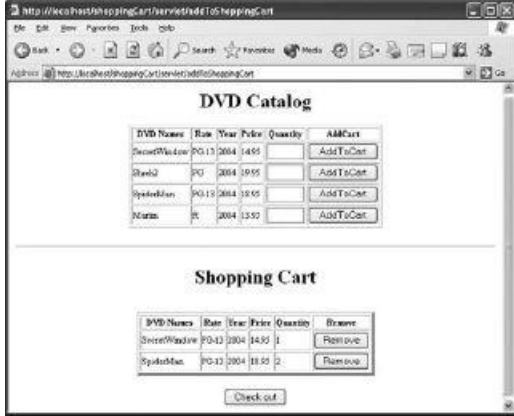 http://localhost/shoppingCart/servlet/addToShoppingCart
File Edit View Favorites Tools Help
Back Search Favorites Media
Address http://localhost/shoppingCart/servlet/addToShoppingCart Go
DVD Catalog
DVD Names Rate Year Price Quantity AddCart
SecretWindow PG-13 2004 14.95 AddToCart
Shrek2 PG 2004 19.95 AddToCart
SpiderMan PG-13 2004 18.95 AddToCart
R 2004 13.95 AddToCart
Shopping Cart
DVD Names Rate Year Price Quantity Remove
SecretWindow PG-13 2004 14.95 1 Remove
SpiderMan PG-13 2004 18.95 2 Remove
Check out